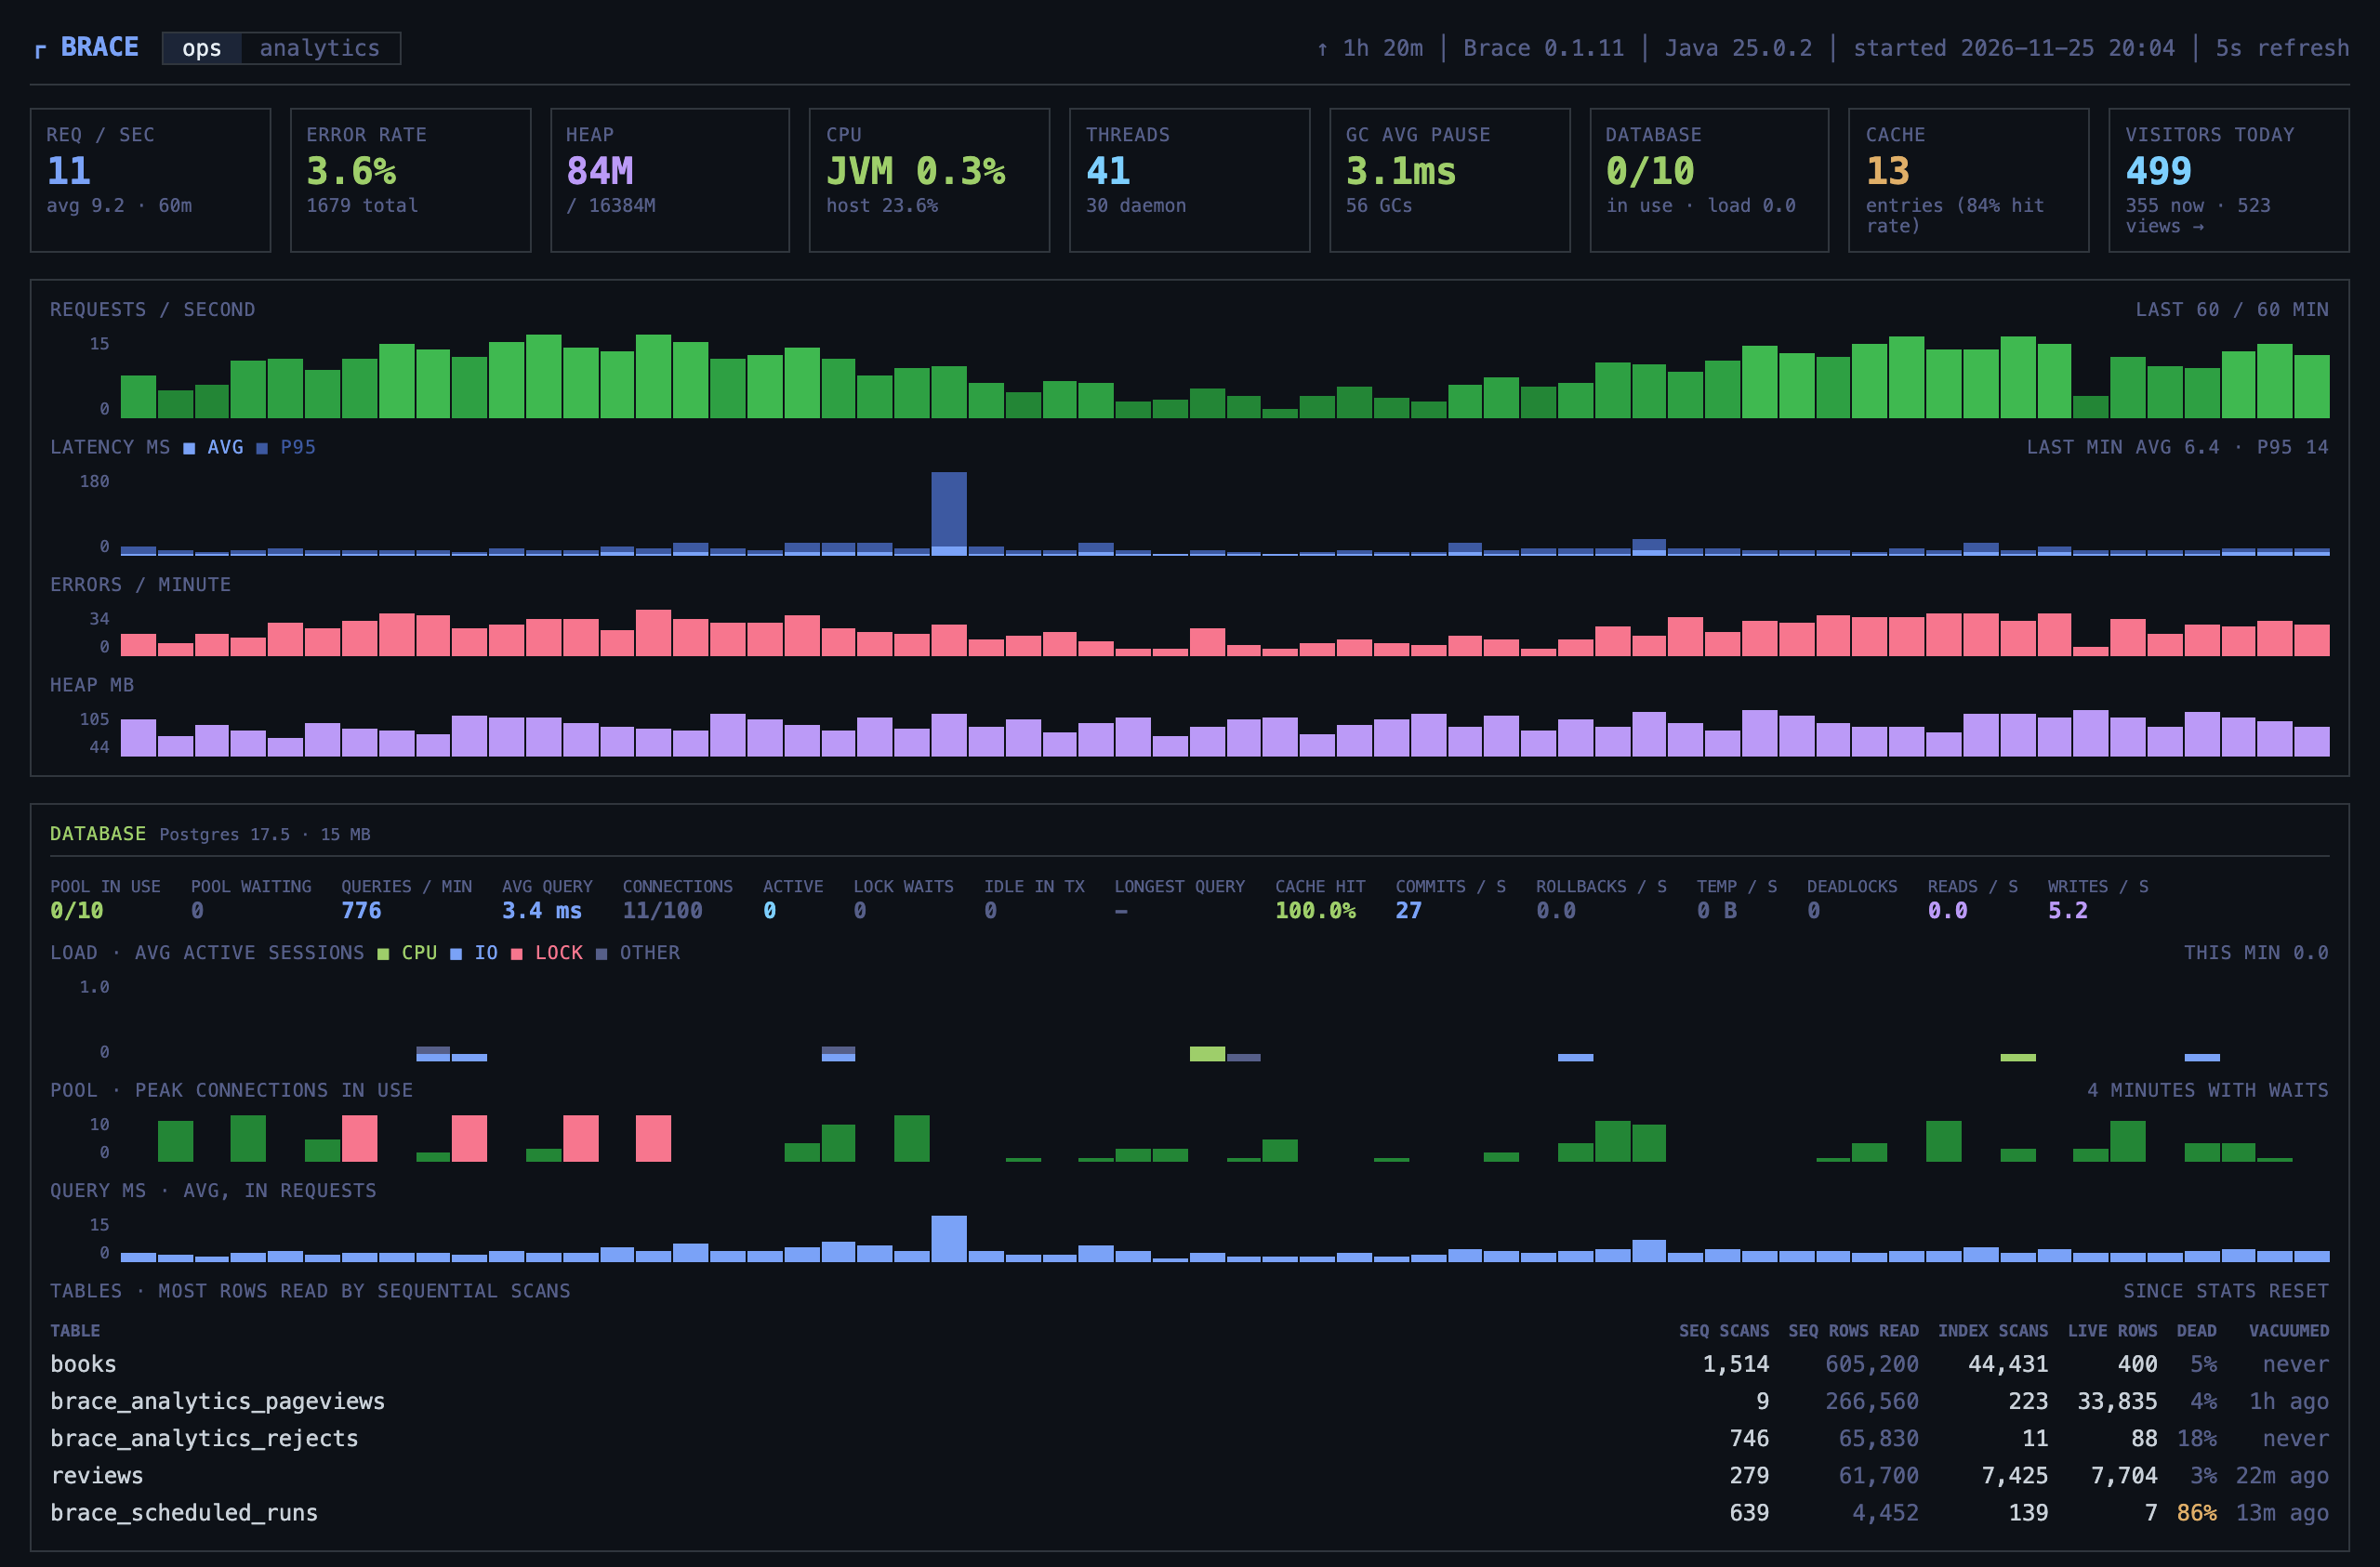 ┌ BRACE ops analytics ↑ 1h 20m │ Brace 0.1.11 │ Java 25.0.2 │ started 2026-11-25 20:04 │ 5s refresh
REQ / SEC
11
avg 9.2 · 60m
ERROR RATE
3.6%
1679 total
HEAP
84M
/ 16384M
CPU
JVM 0.3%
host 23.6%
THREADS
41
30 daemon
GC AVG PAUSE
3.1ms
56 GCs
DATABASE
0/10
in use · load 0.0
CACHE
13
entries (84% hit
rate)
VISITORS TODAY
499
355 now · 523
views →
REQUESTS / SECOND LAST 60 / 60 MIN
15
0
LATENCY MS ■ AVG ■ P95 LAST MIN AVG 6.4 · P95 14
180
0
ERRORS / MINUTE
34
0
HEAP MB
105
44
DATABASE Postgres 17.5 · 15 MB
POOL IN USE POOL WAITING QUERIES / MIN AVG QUERY CONNECTIONS ACTIVE LOCK WAITS IDLE IN TX LONGEST QUERY CACHE HIT COMMITS / S ROLLBACKS / S TEMP / S DEADLOCKS READS / S WRITES / S
0/10 0 776 3.4 ms 11/100 0 0 0 — 100.0% 27 0.0 0 B 0 0.0 5.2
LOAD · AVG ACTIVE SESSIONS ■ CPU ■ IO ■ LOCK ■ OTHER THIS MIN 0.0
1.0
0
POOL · PEAK CONNECTIONS IN USE 4 MINUTES WITH WAITS
10
0
QUERY MS · AVG, IN REQUESTS
15
0
TABLES · MOST ROWS READ BY SEQUENTIAL SCANS SINCE STATS RESET
TABLE SEQ SCANS SEQ ROWS READ INDEX SCANS LIVE ROWS DEAD VACUUMED
books 1,514 605,200 44,431 400 5% never
brace_analytics_pageviews 9 266,560 223 33,835 4% 1h ago
brace_analytics_rejects 746 65,830 11 88 18% never
reviews 279 61,700 7,425 7,704 3% 22m ago
brace_scheduled_runs 639 4,452 139 7 86% 13m ago